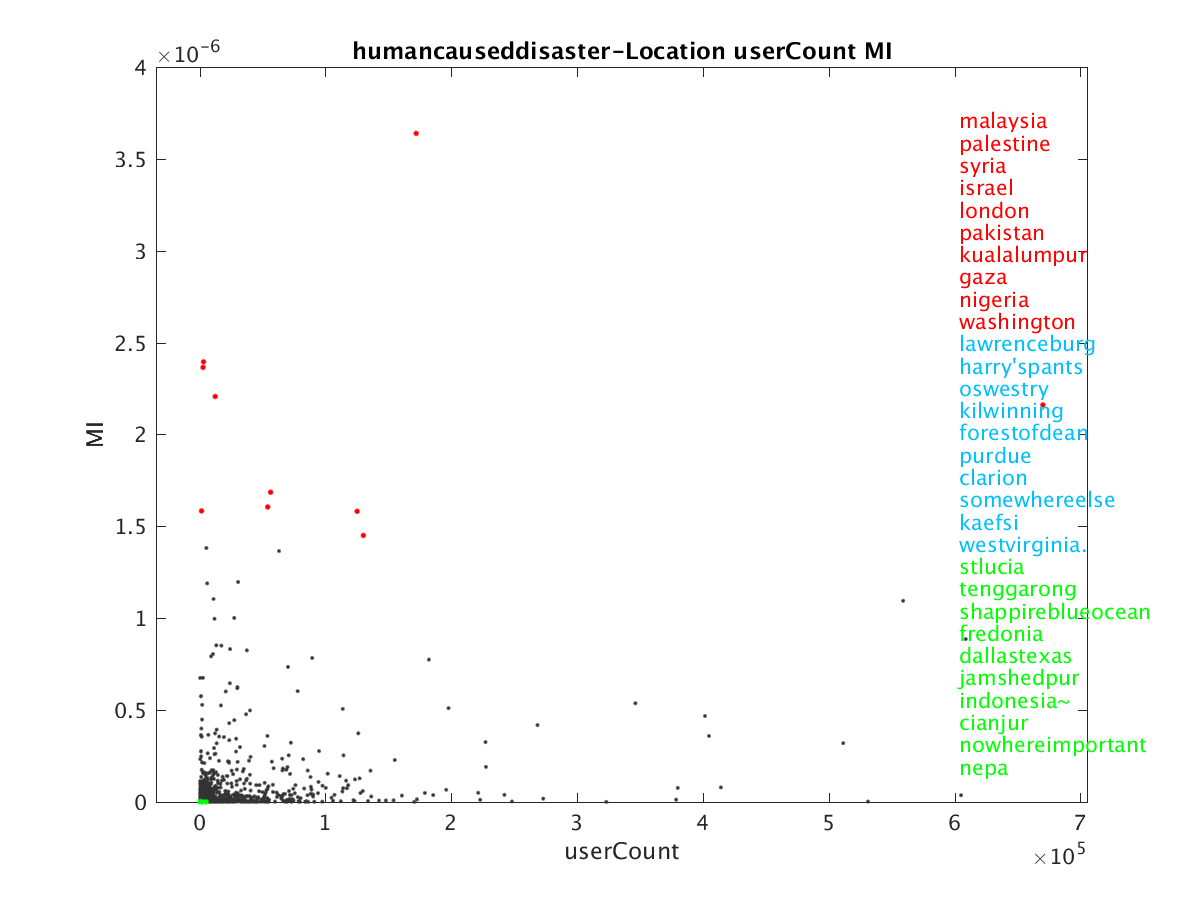 humancauseddisaster-Location userCount MI
×10⁻⁶
4
3.5
3
2.5
2
1.5
1
0.5
0
MI
malaysia
palestine
syria
israel
london
pakistan
kualalumpur
gaza
nigeria
washington
lawrenceburg
harry'spants
oswestry
kilwinning
forestofdean
purdue
clarion
somewhereelse
kaefsi
westvirginia.
stlucia
tenggarong
shappireblueocean
fredonia
dallastexas
jamshedpur
indonesia~
cianjur
nowhereimportant
nepa
0 1 2 3 4 5 6 7
userCount
×10⁵